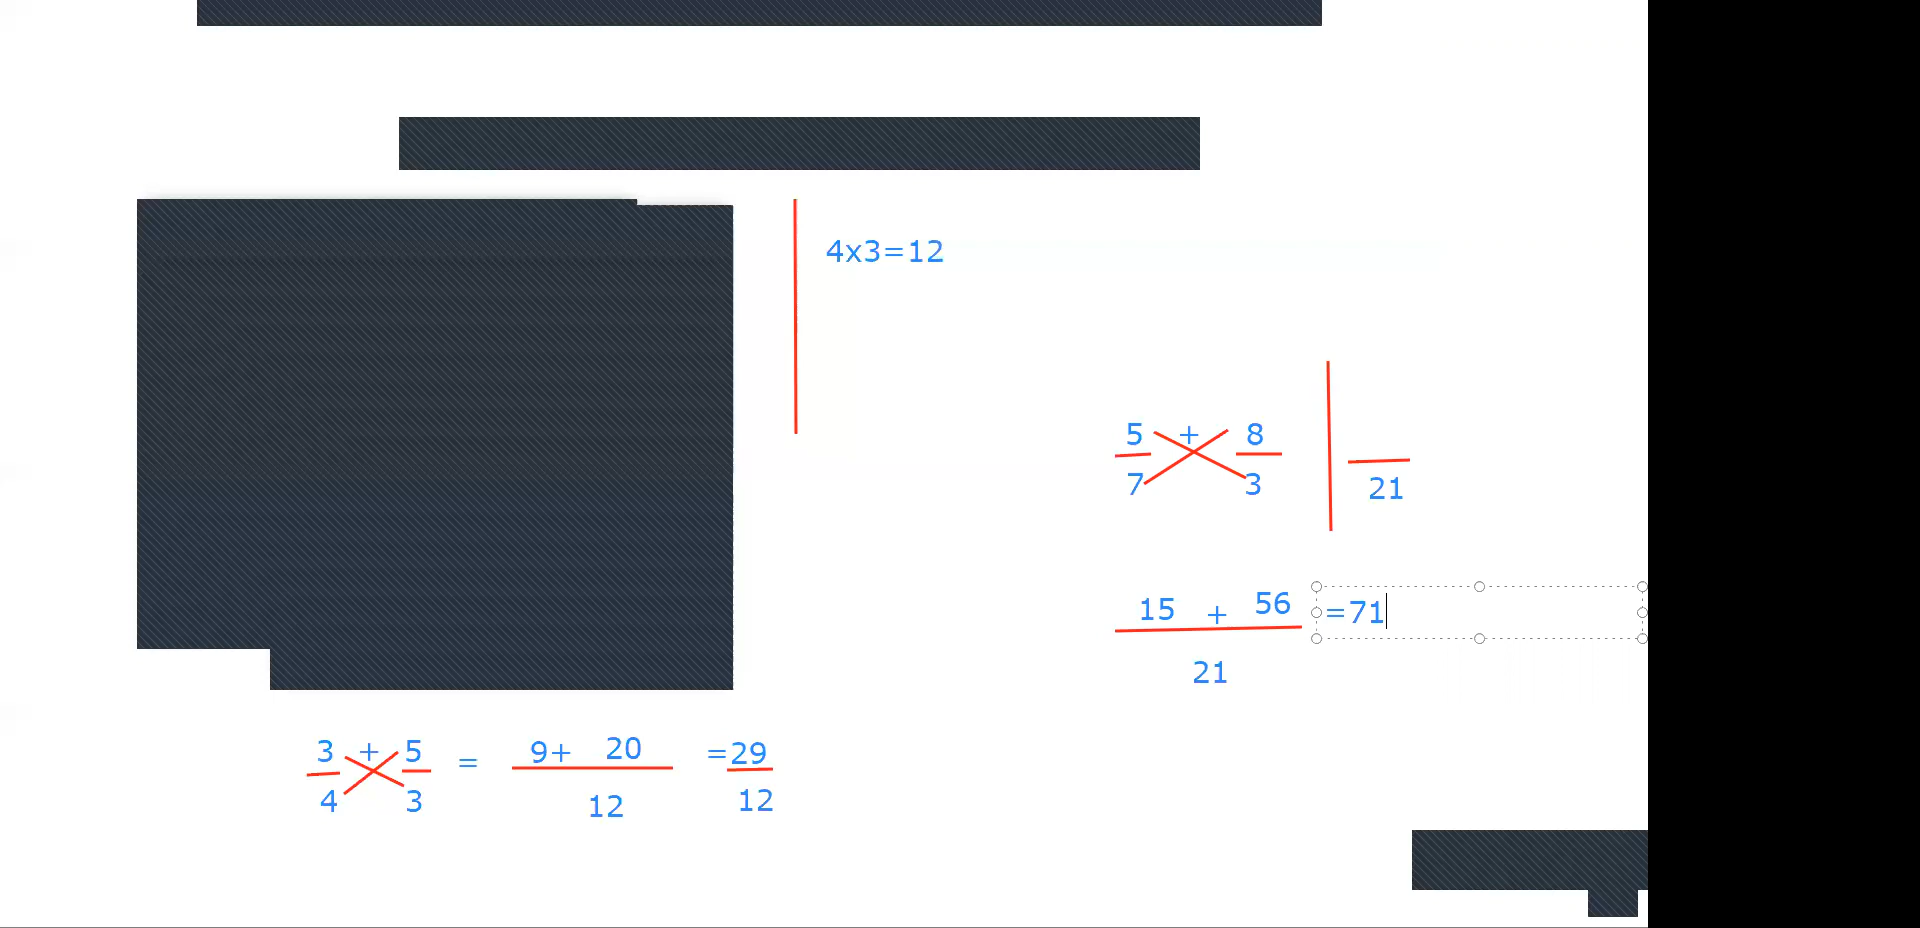 4x3=12
5 + 8
7 3
21
15 + 56 =71
21
3 + 5 = 9+ 20 =29
4 3 12 12